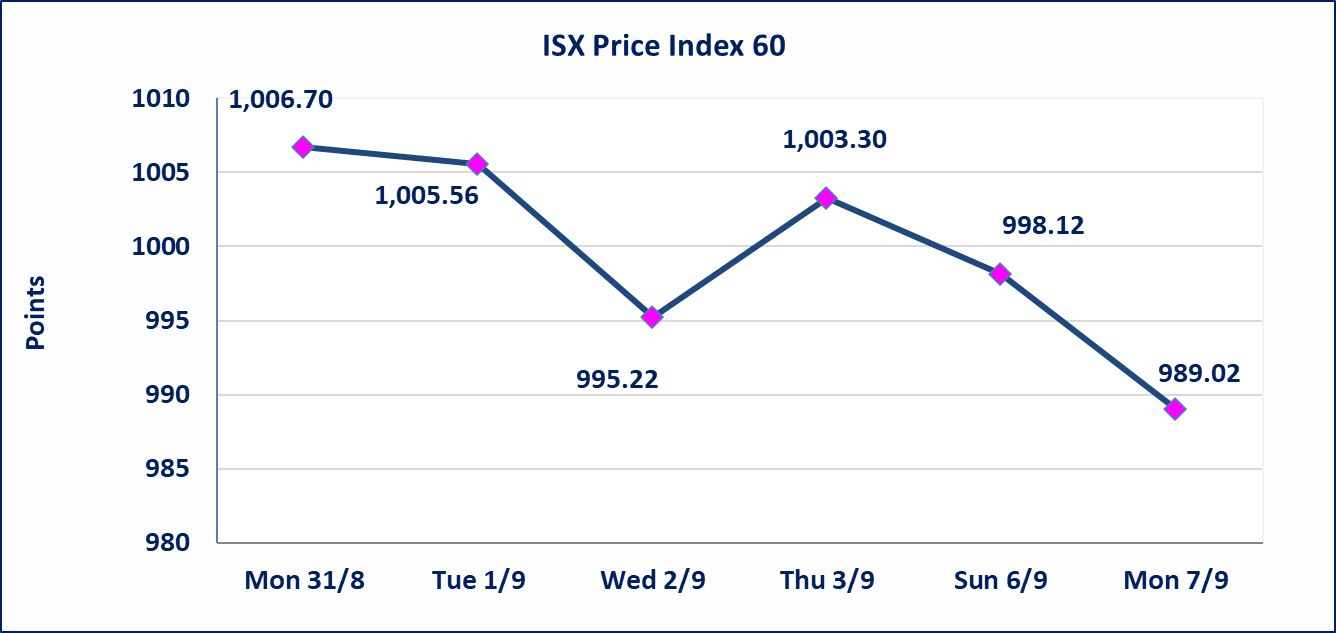 ISX Price Index 60
Points
1010
1005
1000
995
990
985
980
1,006.70
1,005.56
995.22
1,003.30
998.12
989.02
Mon 31/8
Tue 1/9
Wed 2/9
Thu 3/9
Sun 6/9
Mon 7/9